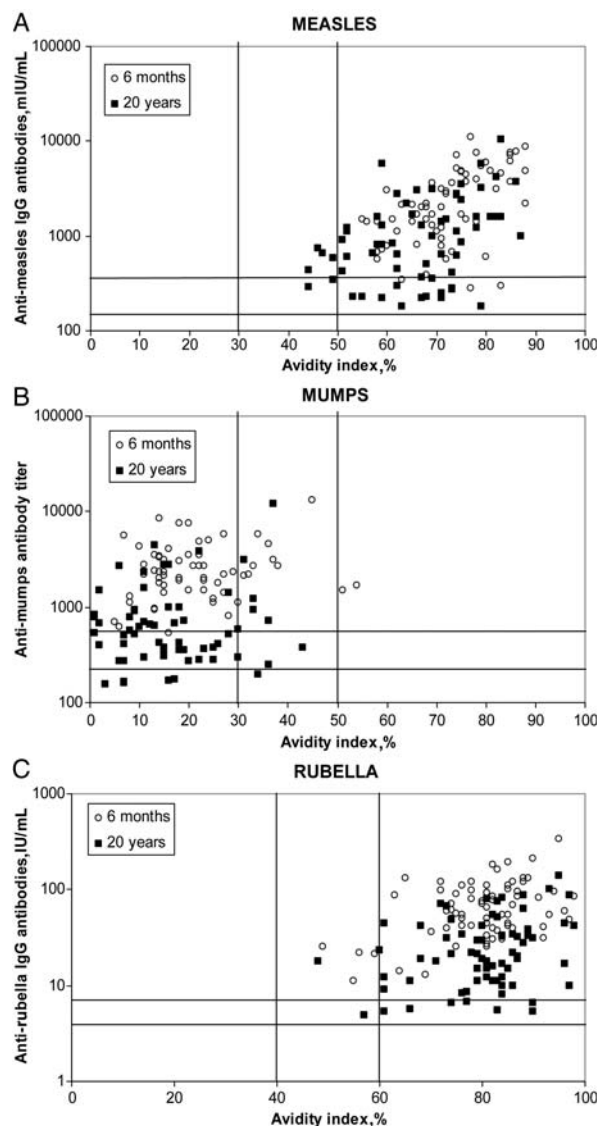 A
MEASLES
Anti-measles IgG antibodies,mIU/mL
100000
10000
1000
100
6 months
20 years
0 10 20 30 40 50 60 70 80 90 100
Avidity index,%
B
MUMPS
Anti-mumps antibody titer
100000
10000
1000
100
6 months
20 years
0 10 20 30 40 50 60 70 80 90 100
Avidity index,%
C
RUBELLA
Anti-rubella IgG antibodies,IU/mL
1000
100
10
1
6 months
20 years
0 20 40 60 80 100
Avidity index,%